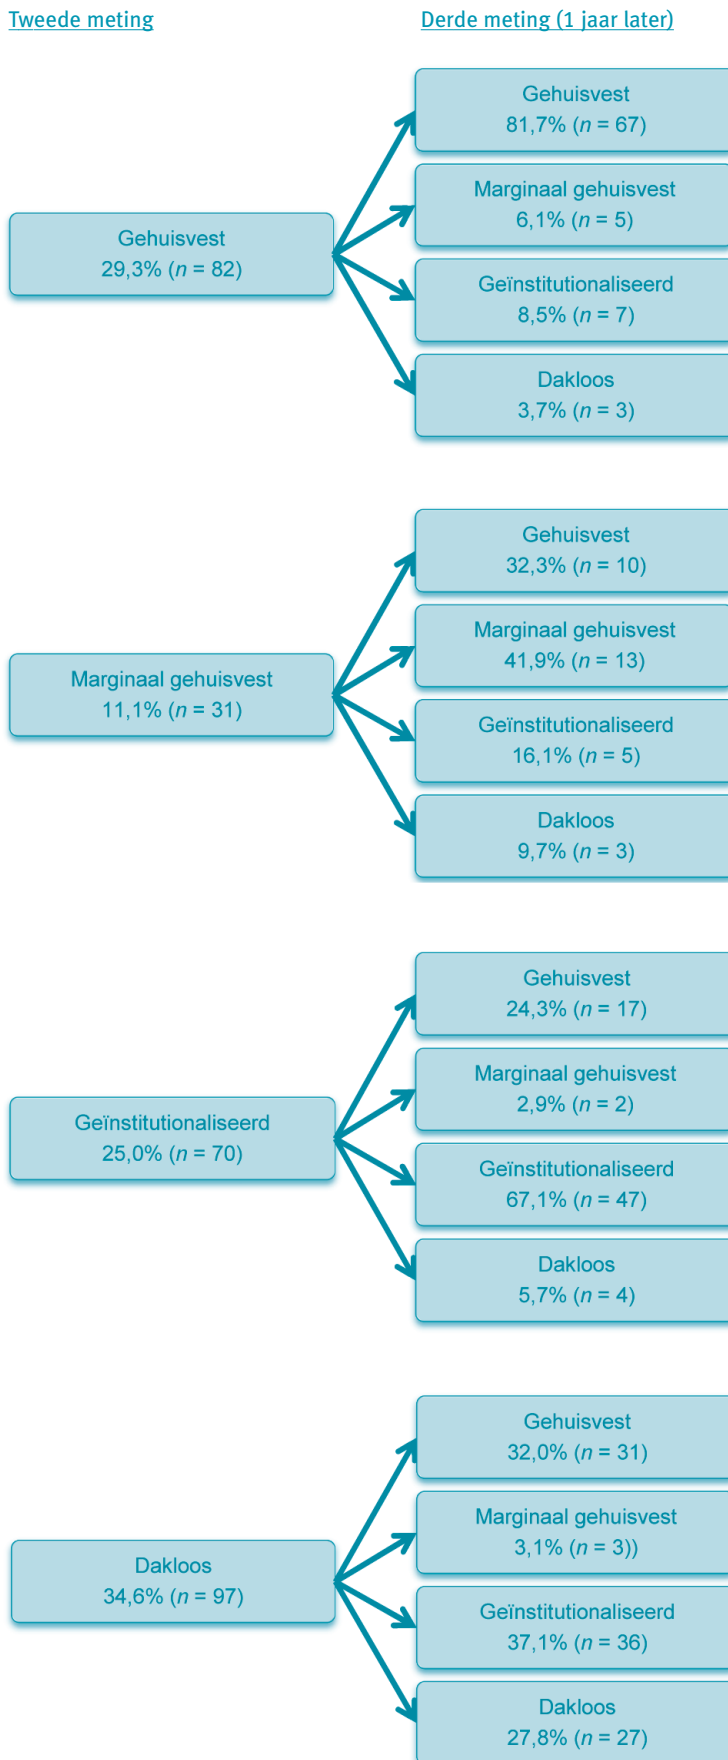 Tweede meting
Derde meting (1 jaar later)
Gehuisvest
29,3% (n = 82)
Gehuisvest
81,7% (n = 67)
Marginaal gehuisvest
6,1% (n = 5)
Geïnstitutionaliseerd
8,5% (n = 7)
Dakloos
3,7% (n = 3)
Marginaal gehuisvest
11,1% (n = 31)
Gehuisvest
32,3% (n = 10)
Marginaal gehuisvest
41,9% (n = 13)
Geïnstitutionaliseerd
16,1% (n = 5)
Dakloos
9,7% (n = 3)
Geïnstitutionaliseerd
25,0% (n = 70)
Gehuisvest
24,3% (n = 17)
Marginaal gehuisvest
2,9% (n = 2)
Geïnstitutionaliseerd
67,1% (n = 47)
Dakloos
5,7% (n = 4)
Dakloos
34,6% (n = 97)
Gehuisvest
32,0% (n = 31)
Marginaal gehuisvest
3,1% (n = 3))
Geïnstitutionaliseerd
37,1% (n = 36)
Dakloos
27,8% (n = 27)